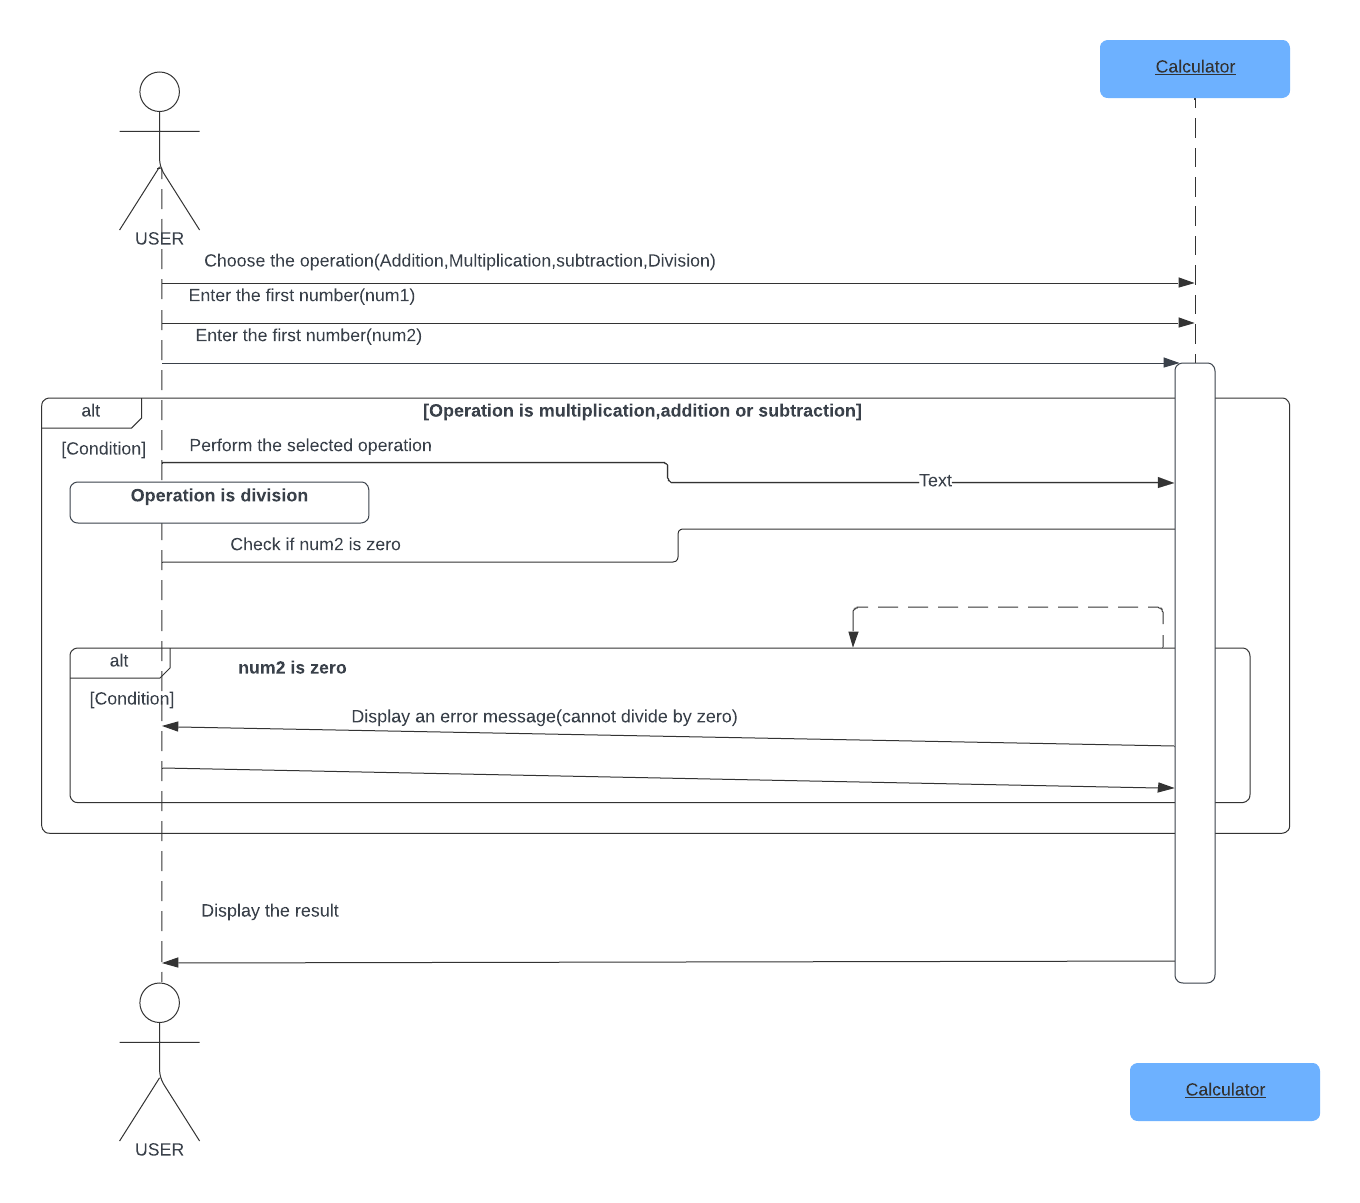 Calculator
USER
Choose the operation(Addition,Multiplication,subtraction,Division)
Enter the first number(num1)
Enter the first number(num2)
alt
[Operation is multiplication,addition or subtraction]
[Condition]
Perform the selected operation
Text
Operation is division
Check if num2 is zero
alt
num2 is zero
[Condition]
Display an error message(cannot divide by zero)
Display the result
Calculator
USER